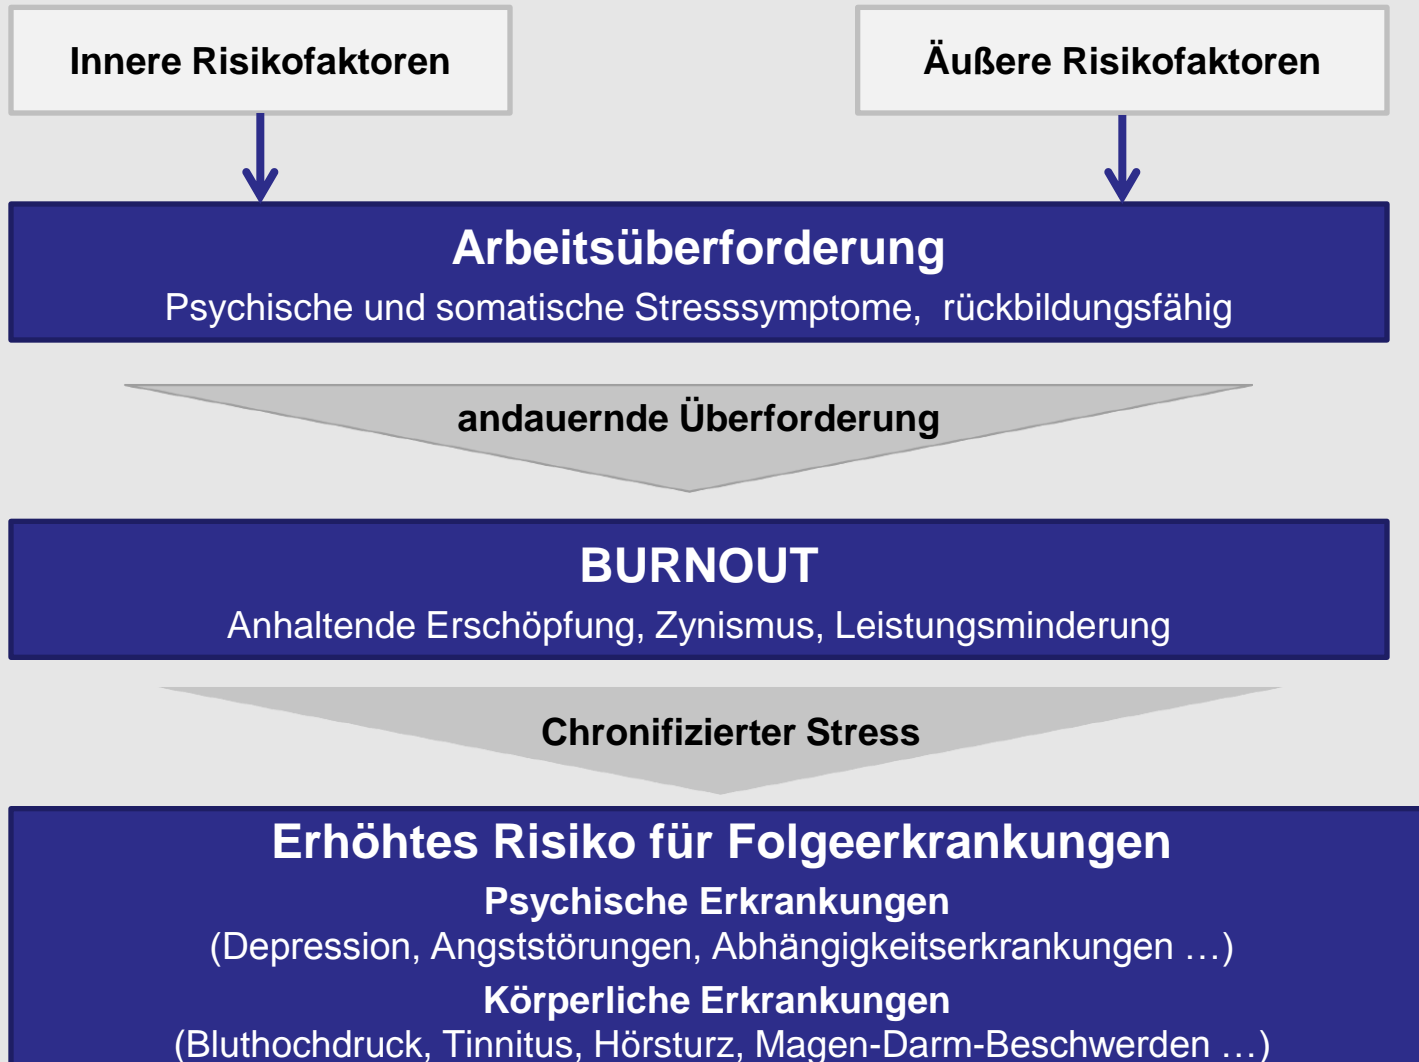 Innere Risikofaktoren
Äußere Risikofaktoren
Arbeitsüberforderung
Psychische und somatische Stresssymptome, rückbildungsfähig
andauernde Überforderung
BURNOUT
Anhaltende Erschöpfung, Zynismus, Leistungsminderung
Chronifizierter Stress
Erhöhtes Risiko für Folgeerkrankungen
Psychische Erkrankungen
(Depression, Angststörungen, Abhängigkeitserkrankungen …)
Körperliche Erkrankungen
(Bluthochdruck, Tinnitus, Hörsturz, Magen-Darm-Beschwerden …)